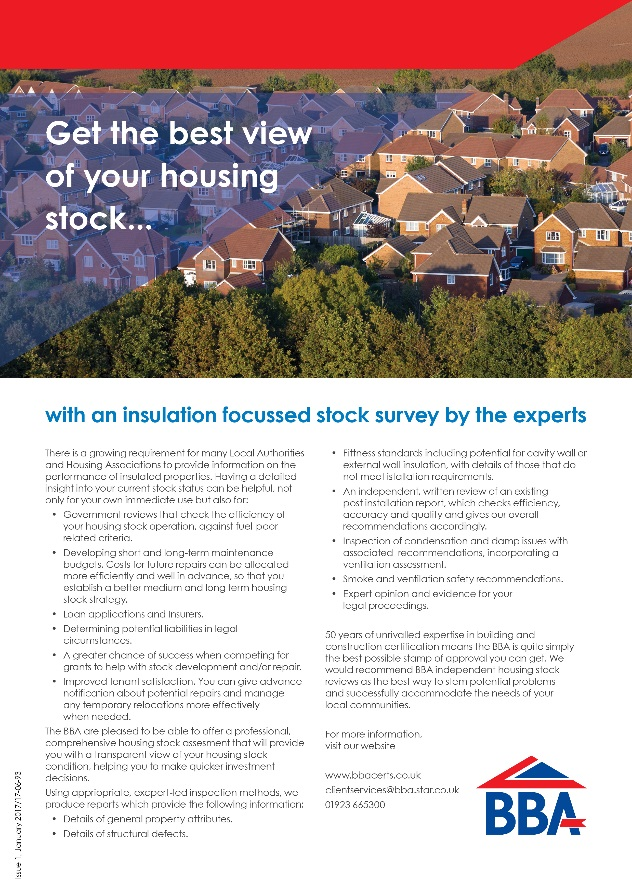 Get the best view
of your housing
stock...
with an insulation focussed stock survey by the experts
There is a growing requirement for many Local Authorities
and Housing Associations to provide information on the
performance of insulated properties. Having a detailed
insight into your current stock status can be helpful, not
only for your own immediate use but also for:
• Government reviews that check the efficiency of
your housing stock operation, against fuel poor
related criteria.
• Developing short and long-term maintenance
budgets. Costs for future repairs can be allocated
more efficiently and well in advance, so that you
establish a better medium and long term housing
stock strategy.
• Loan applications and Insurers.
• Determining potential liabilities in legal
circumstances.
• A greater chance of success when competing for
grants to help with stock development and/or repair.
• Improved tenant satisfaction. You can give advance
notification about potential repairs and manage
any temporary relocations more effectively
when needed.
The BBA are pleased to be able to offer a professional,
comprehensive housing stock assesment that will provide
you with a transparent view of your housing stock
condition, helping you to make quicker investment
decisions.
Using appropriate, expert-led inspection methods, we
produce reports which provide the following information:
• Details of general property attributes.
• Details of structural defects.
• Fittness standards including potential for cavity wall or
external wall insulation, with details of those that do
not meet istallation requirements.
• An independent, written review of an existing
post installation report, which checks efficiency,
accuracy and quality and gives our overall
recommendations accordingly.
• Inspection of condensation and damp issues with
associated recommendations, incorporating a
ventilation assessment.
• Smoke and ventilation safety recommendations.
• Expert opinion and evidence for your
legal proceedings.
50 years of unrivalled expertise in building and
construction certification means the BBA is quite simply
the best possible stamp of approval you can get. We
would recommend BBA independent housing stock
reviews as the best way to stem potential problems
and successfully accommodate the needs of your
local communities.
For more information,
visit our website
www.bbacerts.co.uk
clientservices@bba.star.co.uk
01923 665300
BBA
Issue 1, January 2017/17-06-93